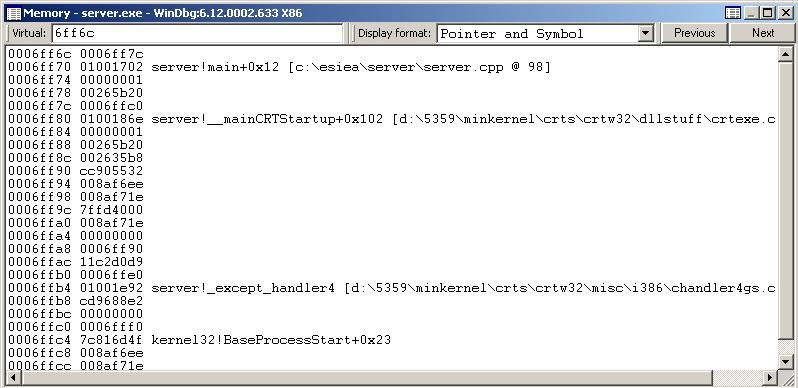 Memory - server.exe - WinDbg:6.12.0002.633 X86
Virtual: 6ff6c Display format: Pointer and Symbol Previous Next
0006ff6c 0006ff7c
0006ff70 01001702 server!main+0x12 [c:\esiea\server\server.cpp @ 98]
0006ff74 00000001
0006ff78 00265b20
0006ff7c 0006ffc0
0006ff80 0100186e server!__mainCRTStartup+0x102 [d:\5359\minkernel\crts\crtw32\dllstuff\crtexe.c
0006ff84 00000001
0006ff88 00265b20
0006ff8c 002635b8
0006ff90 cc905532
0006ff94 008af6ee
0006ff98 008af71e
0006ff9c 7ffd4000
0006ffa0 008af71e
0006ffa4 00000000
0006ffa8 0006ff90
0006ffac 11c2d0d9
0006ffb0 0006ffe0
0006ffb4 01001e92 server!_except_handler4 [d:\5359\minkernel\crts\crtw32\misc\i386\chandler4gs.c
0006ffb8 cd9688e2
0006ffbc 00000000
0006ffc0 0006fff0
0006ffc4 7c816d4f kernel32!BaseProcessStart+0x23
0006ffc8 008af6ee
0006ffcc 008af71e